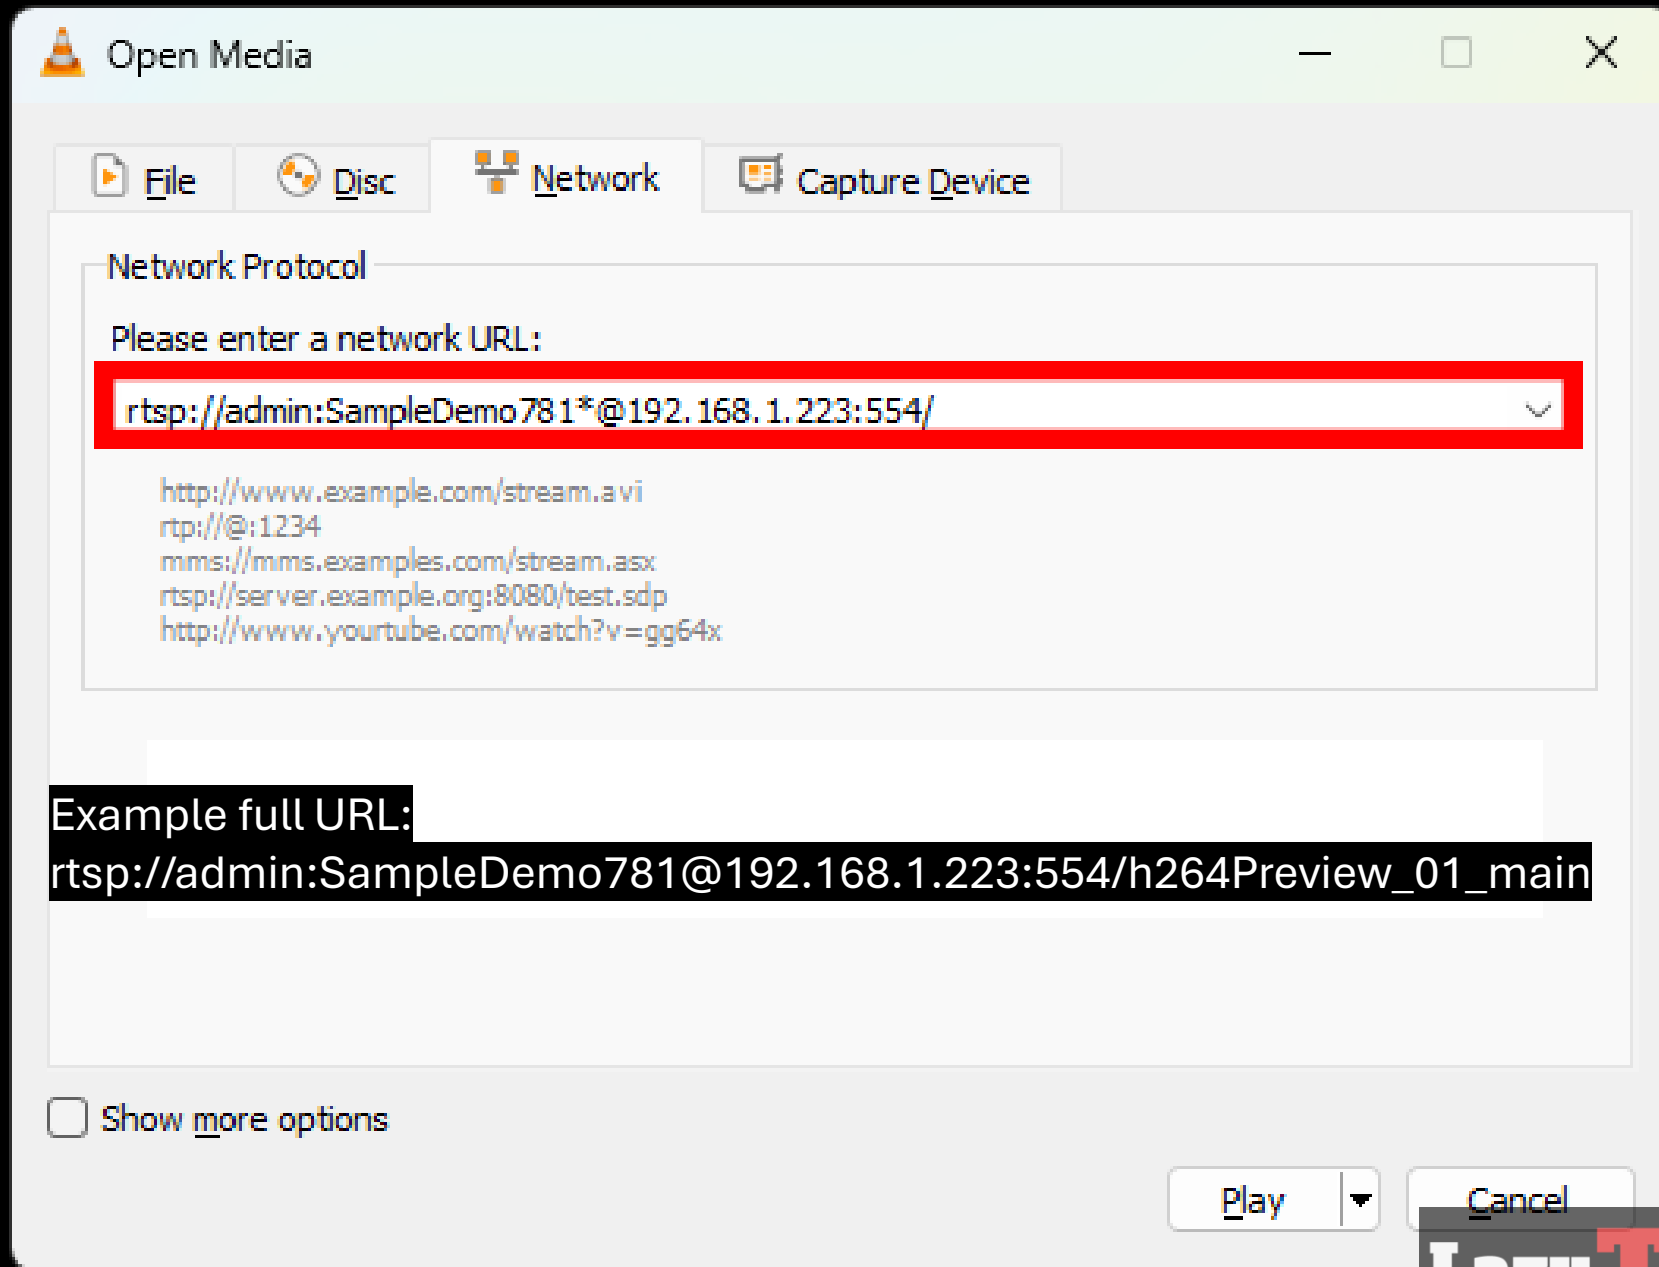 Open Media
File
Disc
Network
Capture Device
Network Protocol
Please enter a network URL:
rtsp://admin:SampleDemo781*@192.168.1.223:554/
http://www.example.com/stream.avi
rtp://@:1234
mms://mms.examples.com/stream.asx
rtsp://server.example.org:8080/test.sdp
http://www.yourtube.com/watch?v=gg64x
Example full URL:
rtsp://admin:SampleDemo781@192.168.1.223:554/h264Preview_01_main
Show more options
Play
Cancel